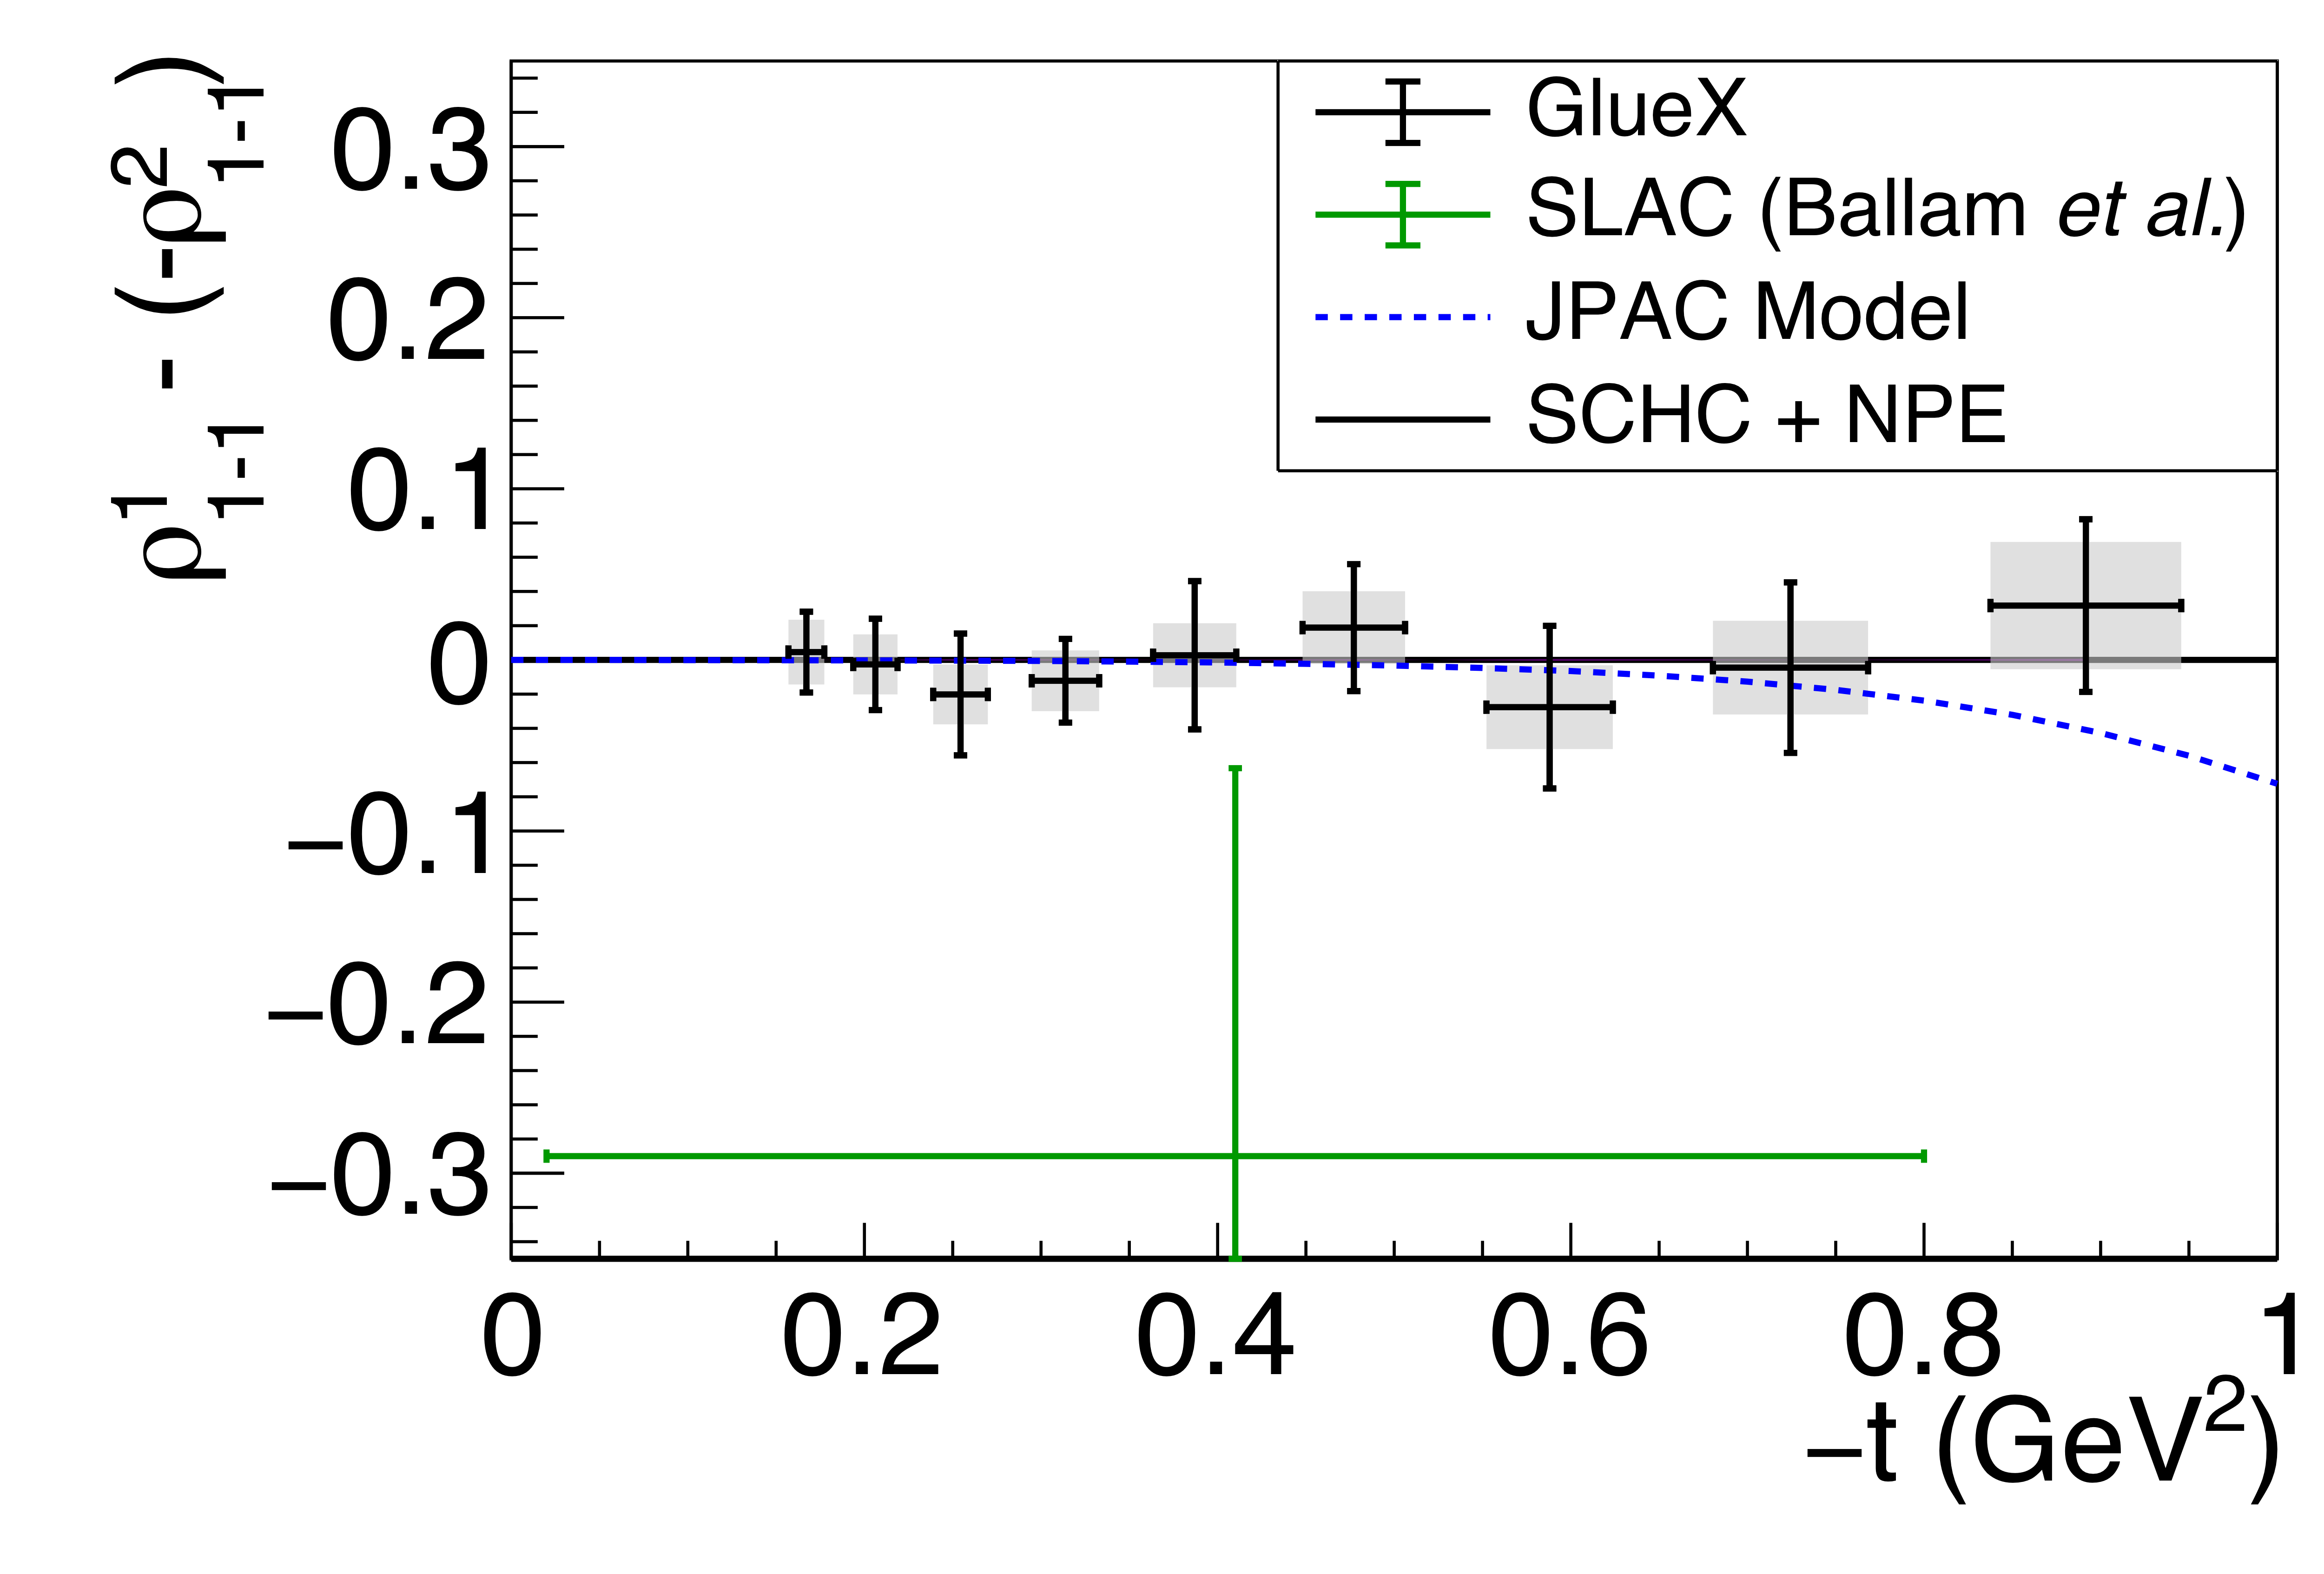 ρ¹₁₋₁ - (-ρ²₁₋₁)
GlueX
SLAC (Ballam et al.)
JPAC Model
SCHC + NPE
0.3
0.2
0.1
0
−0.1
−0.2
−0.3
0 0.2 0.4 0.6 0.8 1
−t (GeV²)